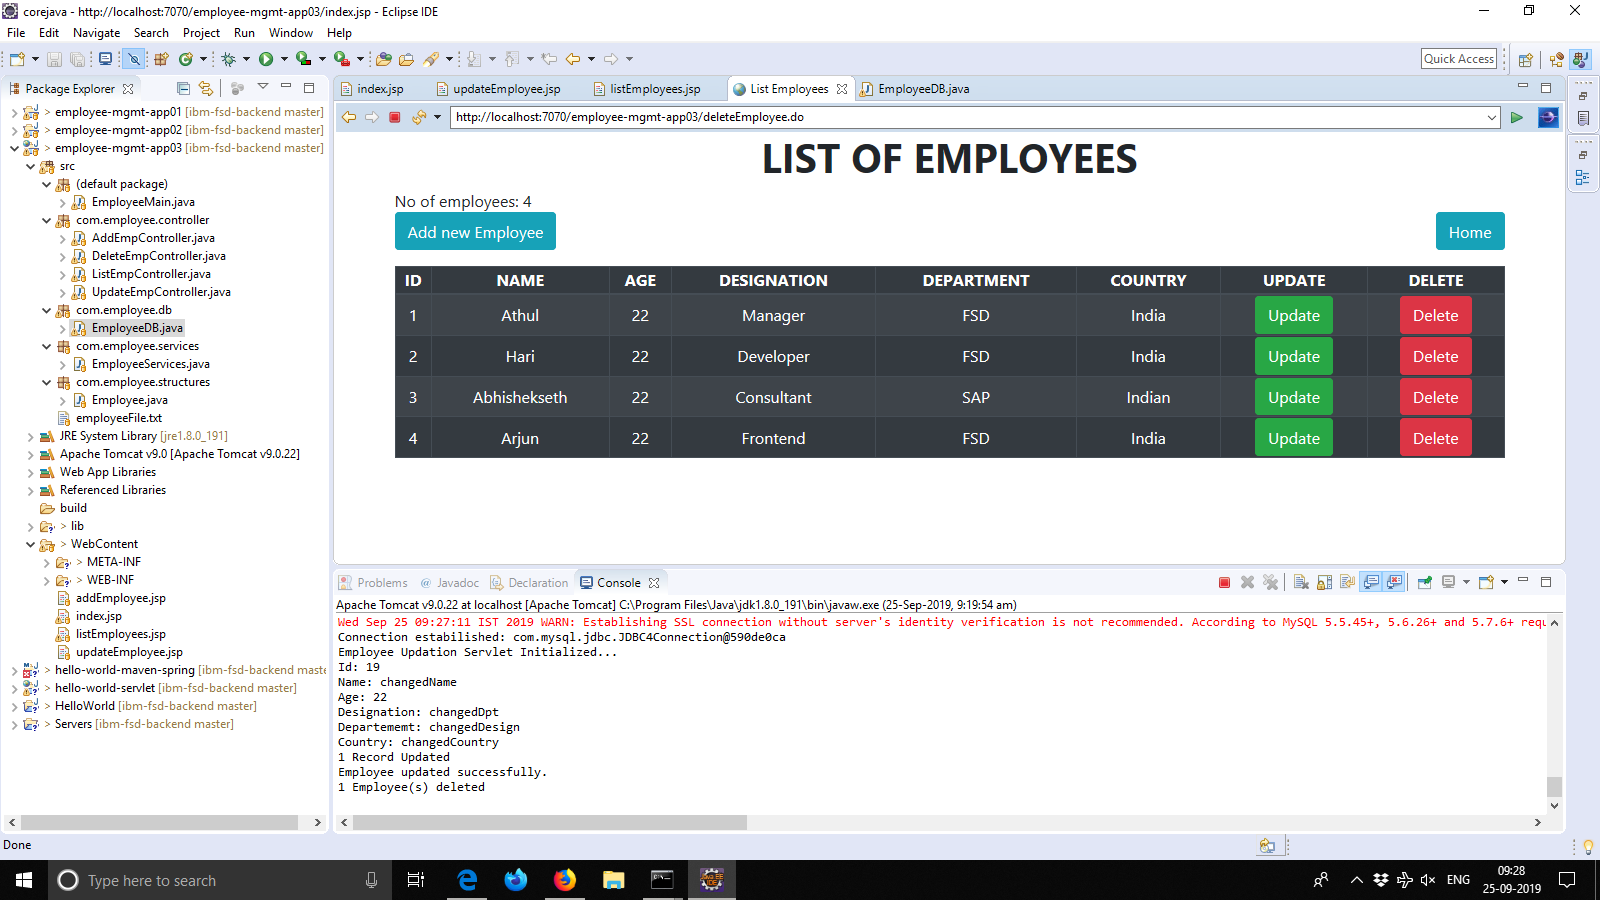 corejava - http://localhost:7070/employee-mgmt-app03/index.jsp - Eclipse IDE
File Edit Navigate Search Project Run Window Help
Quick Access
Package Explorer
> employee-mgmt-app01 [ibm-fsd-backend master]
> employee-mgmt-app02 [ibm-fsd-backend master]
> employee-mgmt-app03 [ibm-fsd-backend master]
src
(default package)
EmployeeMain.java
com.employee.controller
AddEmpController.java
DeleteEmpController.java
ListEmpController.java
UpdateEmpController.java
com.employee.db
EmployeeDB.java
com.employee.services
EmployeeServices.java
com.employee.structures
Employee.java
employeeFile.txt
JRE System Library [jre1.8.0_191]
Apache Tomcat v9.0 [Apache Tomcat v9.0.22]
Web App Libraries
Referenced Libraries
build
> lib
> WebContent
> META-INF
> WEB-INF
addEmployee.jsp
index.jsp
listEmployees.jsp
updateEmployee.jsp
> hello-world-maven-spring [ibm-fsd-backend maste
> hello-world-servlet [ibm-fsd-backend master]
> HelloWorld [ibm-fsd-backend master]
> Servers [ibm-fsd-backend master]
index.jsp updateEmployee.jsp listEmployees.jsp List Employees EmployeeDB.java
http://localhost:7070/employee-mgmt-app03/deleteEmployee.do
LIST OF EMPLOYEES
No of employees: 4
Add new Employee Home
ID NAME AGE DESIGNATION DEPARTMENT COUNTRY UPDATE DELETE
1 Athul 22 Manager FSD India Update Delete
2 Hari 22 Developer FSD India Update Delete
3 Abhishekseth 22 Consultant SAP Indian Update Delete
4 Arjun 22 Frontend FSD India Update Delete
Problems @ Javadoc Declaration Console
Apache Tomcat v9.0.22 at localhost [Apache Tomcat] C:\Program Files\Java\jdk1.8.0_191\bin\javaw.exe (25-Sep-2019, 9:19:54 am)
Wed Sep 25 09:27:11 IST 2019 WARN: Establishing SSL connection without server's identity verification is not recommended. According to MySQL 5.5.45+, 5.6.26+ and 5.7.6+ requ
Connection estabilished: com.mysql.jdbc.JDBC4Connection@590de0ca
Employee Updation Servlet Initialized...
Id: 19
Name: changedName
Age: 22
Designation: changedDpt
Departememt: changedDesign
Country: changedCountry
1 Record Updated
Employee updated successfully.
1 Employee(s) deleted
Done
Type here to search
ENG
09:28
25-09-2019